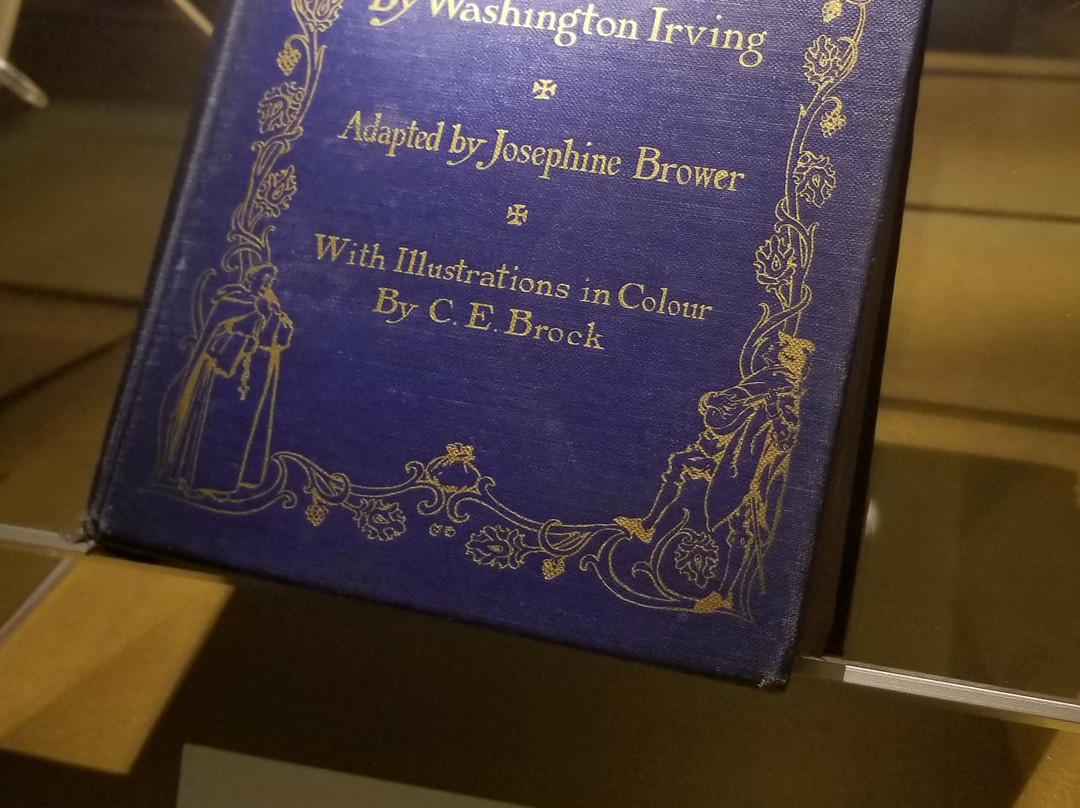 By Washington Irving
Adapted by Josephine Brower
With Illustrations in Colour
By C. E. Brock